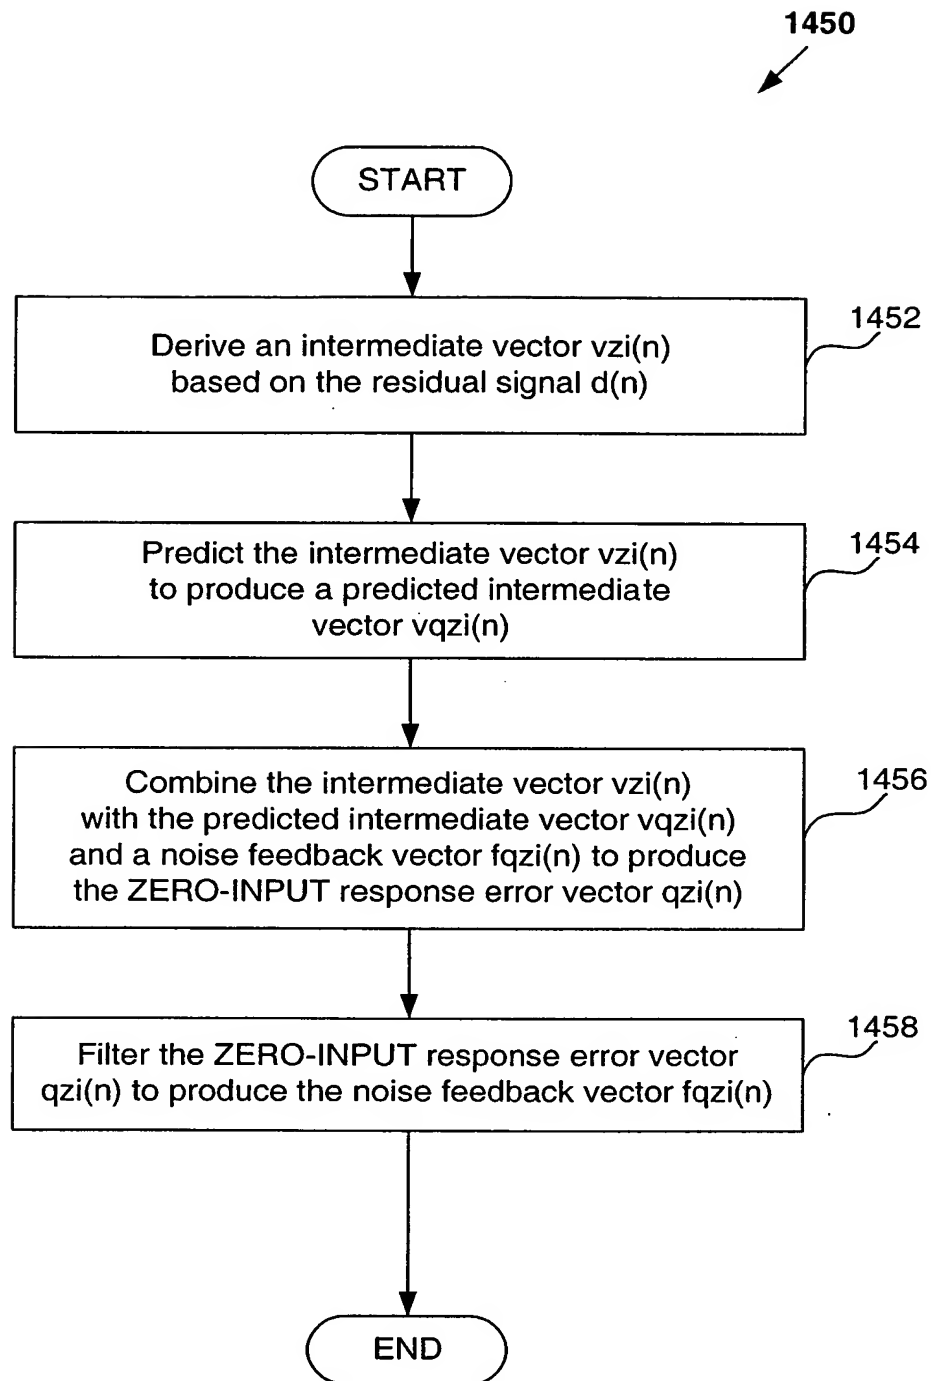 1450
START
1452
Derive an intermediate vector vzi(n)
based on the residual signal d(n)
1454
Predict the intermediate vector vzi(n)
to produce a predicted intermediate
vector vqzi(n)
1456
Combine the intermediate vector vzi(n)
with the predicted intermediate vector vqzi(n)
and a noise feedback vector fqzi(n) to produce
the ZERO-INPUT response error vector qzi(n)
1458
Filter the ZERO-INPUT response error vector
qzi(n) to produce the noise feedback vector fqzi(n)
END